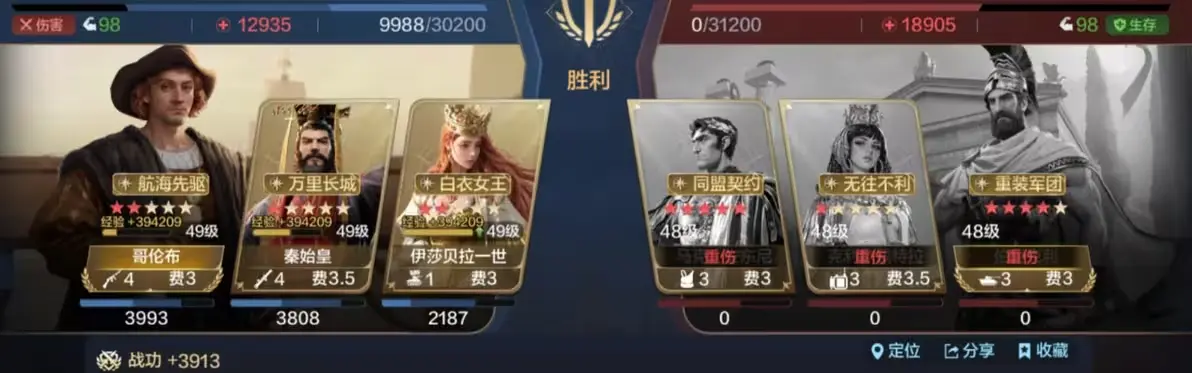 伤害 98 12935 9988/30200
0/31200 18905 98 生存
胜利
航海先驱
经验 +394209
49级
哥伦布
4 费3
3993
万里长城
经验 +394209
49级
秦始皇
4 费3.5
3808
白衣女王
经验 +394209
49级
伊莎贝拉一世
1 费3
2187
同盟契约
48级
重伤
3 费3
0
无往不利
48级
重伤
3 费3.5
0
重装军团
48级
重伤
3 费3
0
战功 +3913
定位 分享 收藏